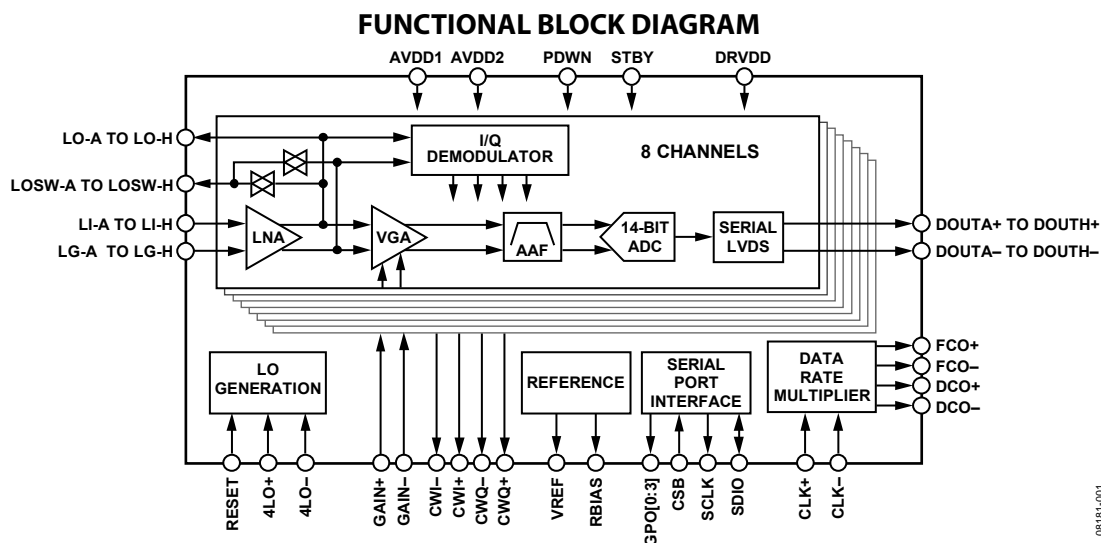 FUNCTIONAL BLOCK DIAGRAM
AVDD1
AVDD2
PDWN
STBY
DRVDD
LO-A TO LO-H
LOSW-A TO LOSW-H
LI-A TO LI-H
LG-A TO LG-H
I/Q
DEMODULATOR
8 CHANNELS
LNA
VGA
AAF
14-BIT
ADC
SERIAL
LVDS
DOUTA+ TO DOUTH+
DOUTA– TO DOUTH–
LO
GENERATION
REFERENCE
SERIAL
PORT
INTERFACE
DATA
RATE
MULTIPLIER
FCO+
FCO–
DCO+
DCO–
RESET
4LO+
4LO–
GAIN+
GAIN–
CWI–
CWI+
CWQ–
CWQ+
VREF
RBIAS
GPO[0:3]
CSB
SCLK
SDIO
CLK+
CLK–
08181-001